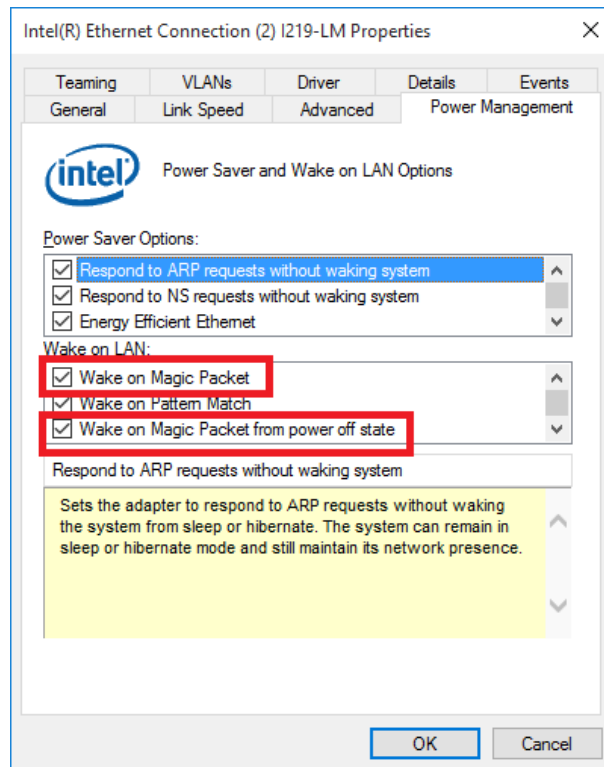 Intel(R) Ethernet Connection (2) I219-LM Properties
Teaming VLANs Driver Details Events
General Link Speed Advanced Power Management
intel Power Saver and Wake on LAN Options
Power Saver Options:
Respond to ARP requests without waking system
Respond to NS requests without waking system
Energy Efficient Ethernet
Wake on LAN:
Wake on Magic Packet
Wake on Pattern Match
Wake on Magic Packet from power off state
Respond to ARP requests without waking system
Sets the adapter to respond to ARP requests without waking
the system from sleep or hibernate. The system can remain in
sleep or hibernate mode and still maintain its network presence.
OK Cancel